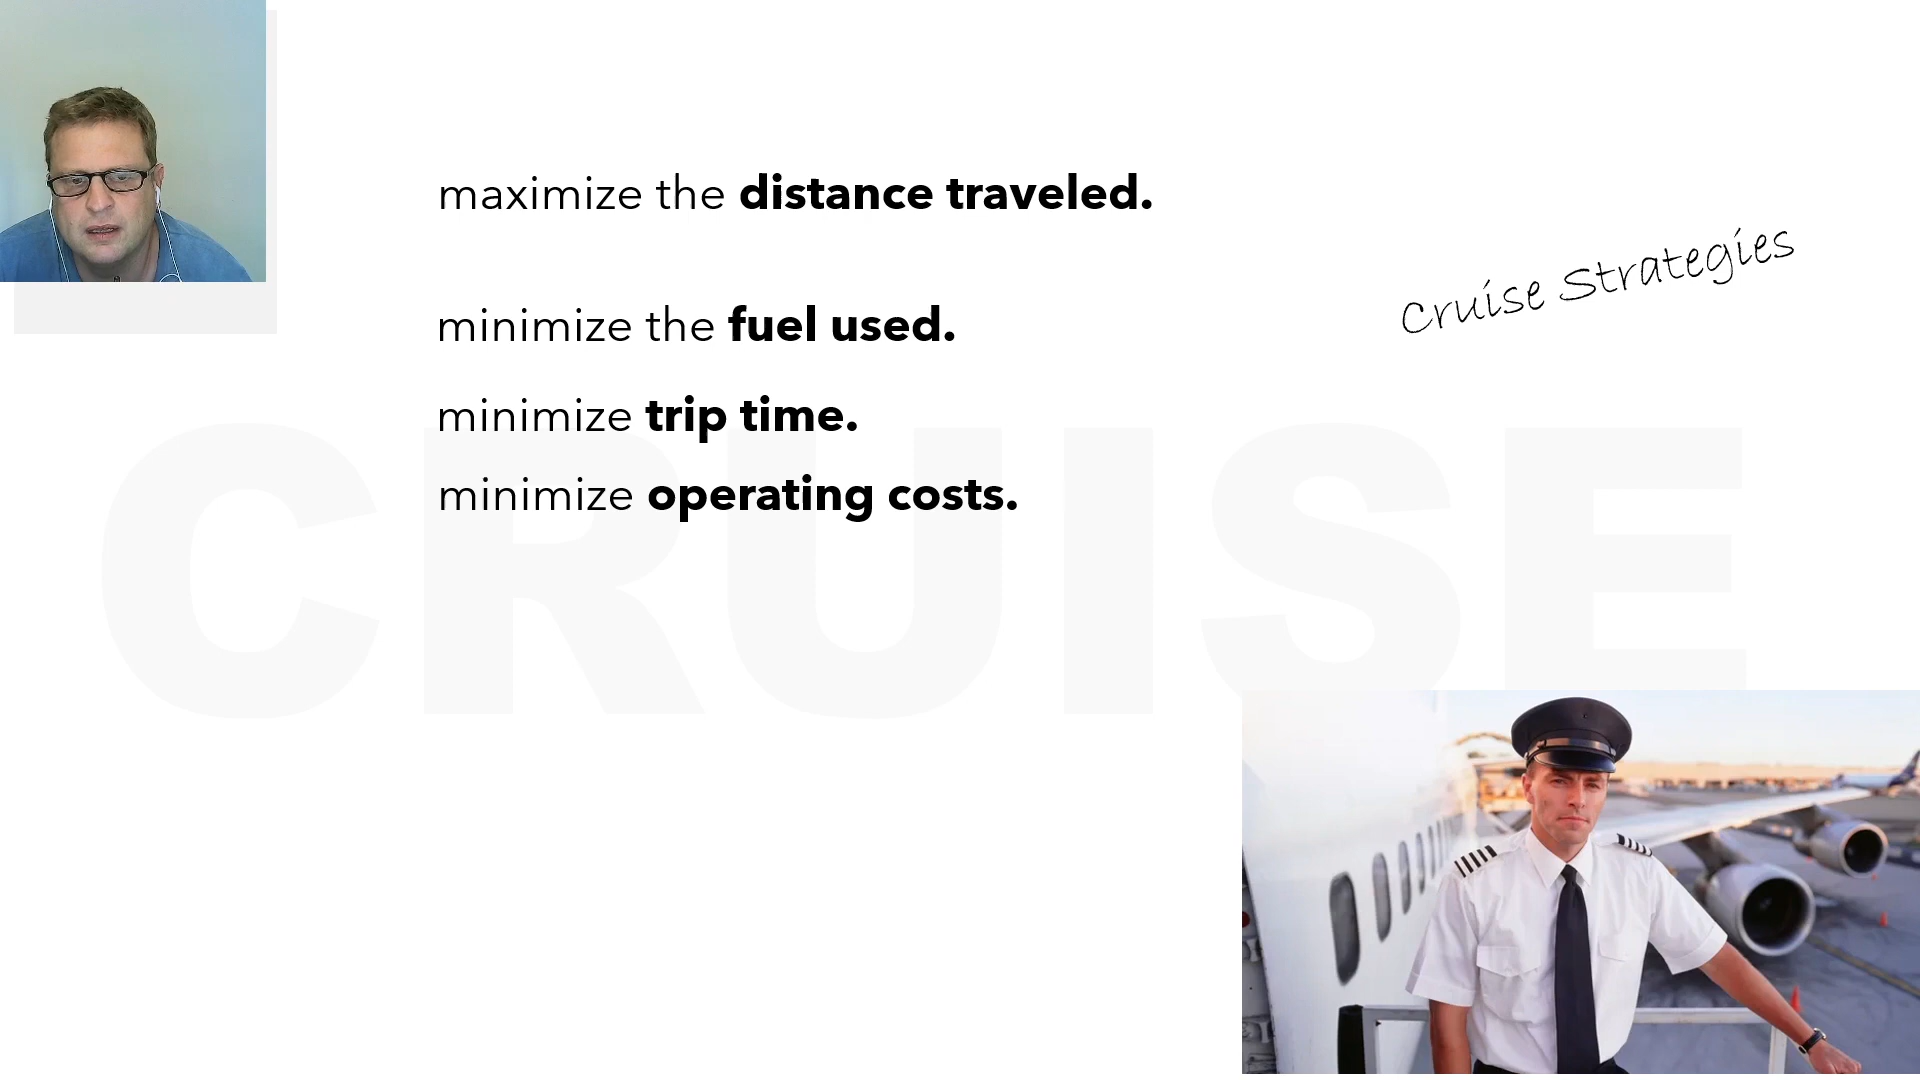 maximize the distance traveled.
Cruise Strategies
minimize the fuel used.
minimize trip time.
minimize operating costs.
CRUISE